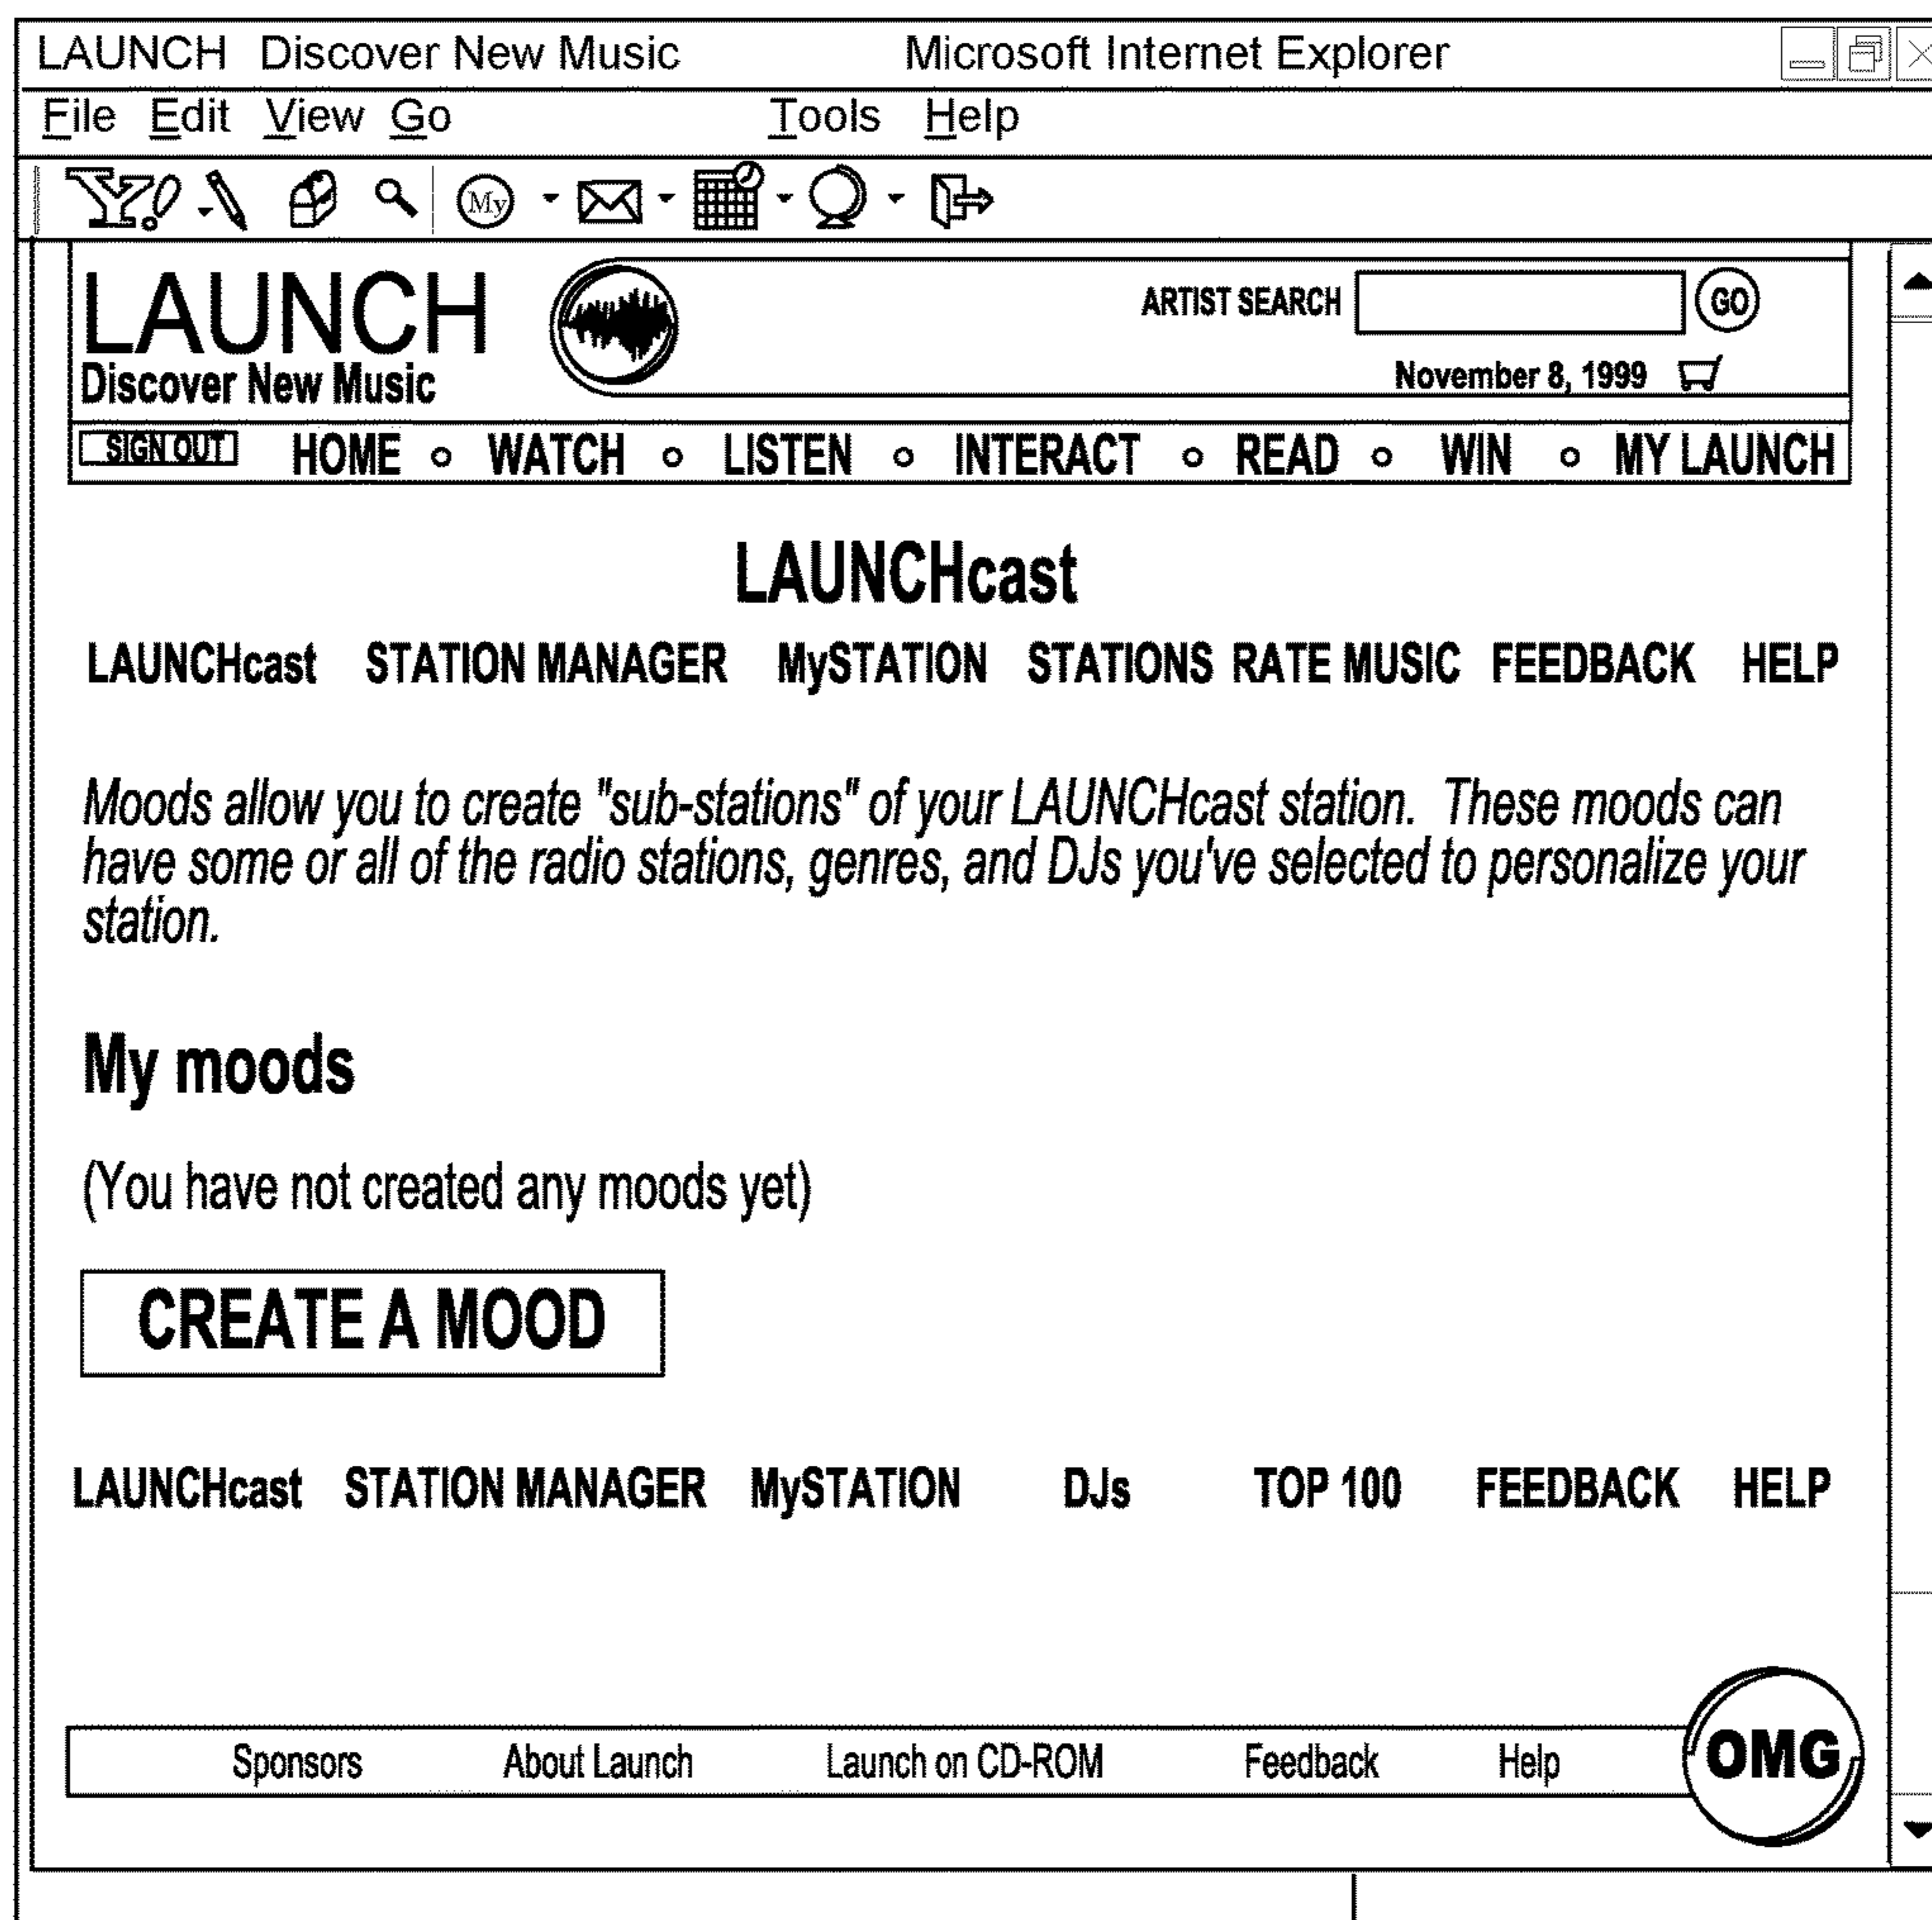 LAUNCH Discover New Music Microsoft Internet Explorer
File Edit View Go Tools Help
Y! My
LAUNCH
Discover New Music
ARTIST SEARCH GO
November 8, 1999
SIGN OUT HOME WATCH LISTEN INTERACT READ WIN MY LAUNCH
LAUNCHcast
LAUNCHcast STATION MANAGER MySTATION STATIONS RATE MUSIC FEEDBACK HELP
Moods allow you to create "sub-stations" of your LAUNCHcast station. These moods can
have some or all of the radio stations, genres, and DJs you've selected to personalize your
station.
My moods
(You have not created any moods yet)
CREATE A MOOD
LAUNCHcast STATION MANAGER MySTATION DJs TOP 100 FEEDBACK HELP
Sponsors About Launch Launch on CD-ROM Feedback Help OMG